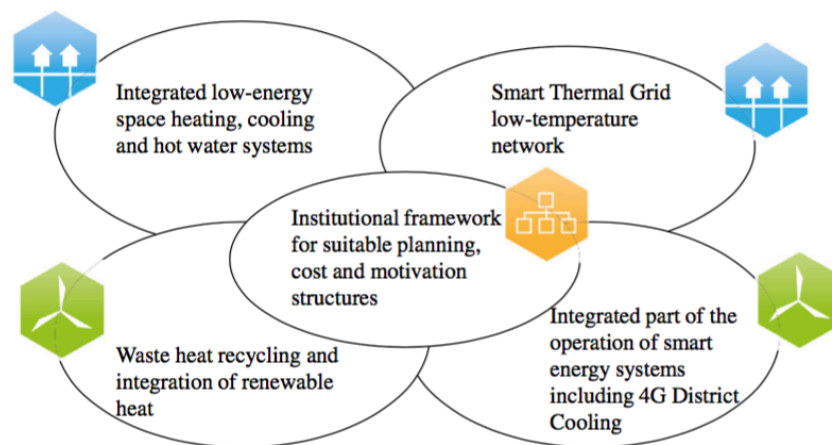 Integrated low-energy
space heating, cooling
and hot water systems
Smart Thermal Grid
low-temperature
network
Institutional framework
for suitable planning,
cost and motivation
structures
Waste heat recycling and
integration of renewable
heat
Integrated part of the
operation of smart
energy systems
including 4G District
Cooling